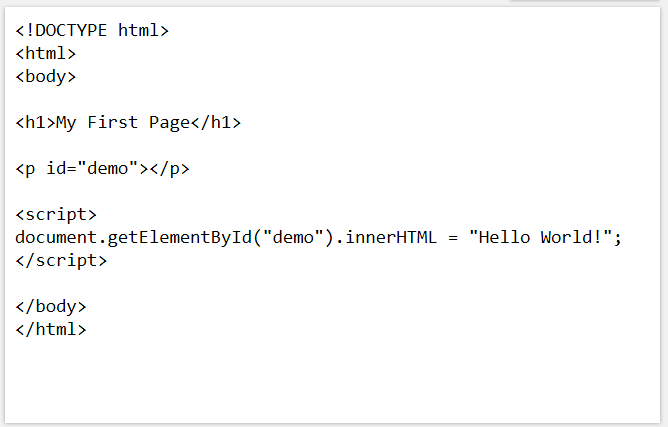 <!DOCTYPE html>
<html>
<body>
<h1>My First Page</h1>
<p id="demo"></p>
<script>
document.getElementById("demo").innerHTML = "Hello World!";
</script>
</body>
</html>